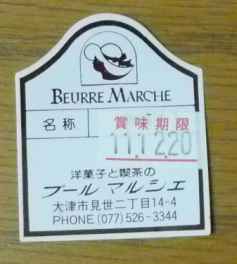 BEURRE MARCHE
名称 賞味期限
11.12.20
洋菓子と喫茶の
ブール マルシェ
大津市見世二丁目14-4
PHONE (077) 526-3344